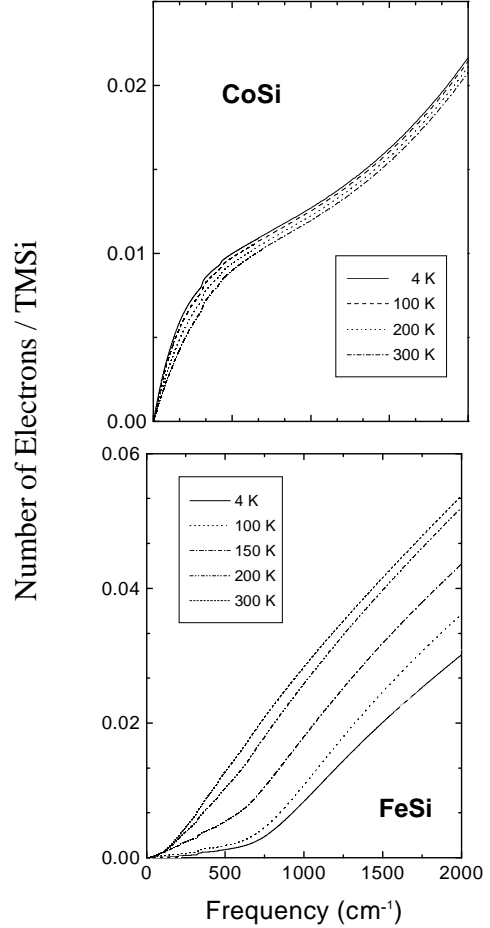 Number of Electrons / TMSi
CoSi
0.02
0.01
0.00
4 K
100 K
200 K
300 K
0.06
0.04
0.02
0.00
4 K
100 K
150 K
200 K
300 K
FeSi
0 500 1000 1500 2000
Frequency (cm-1)